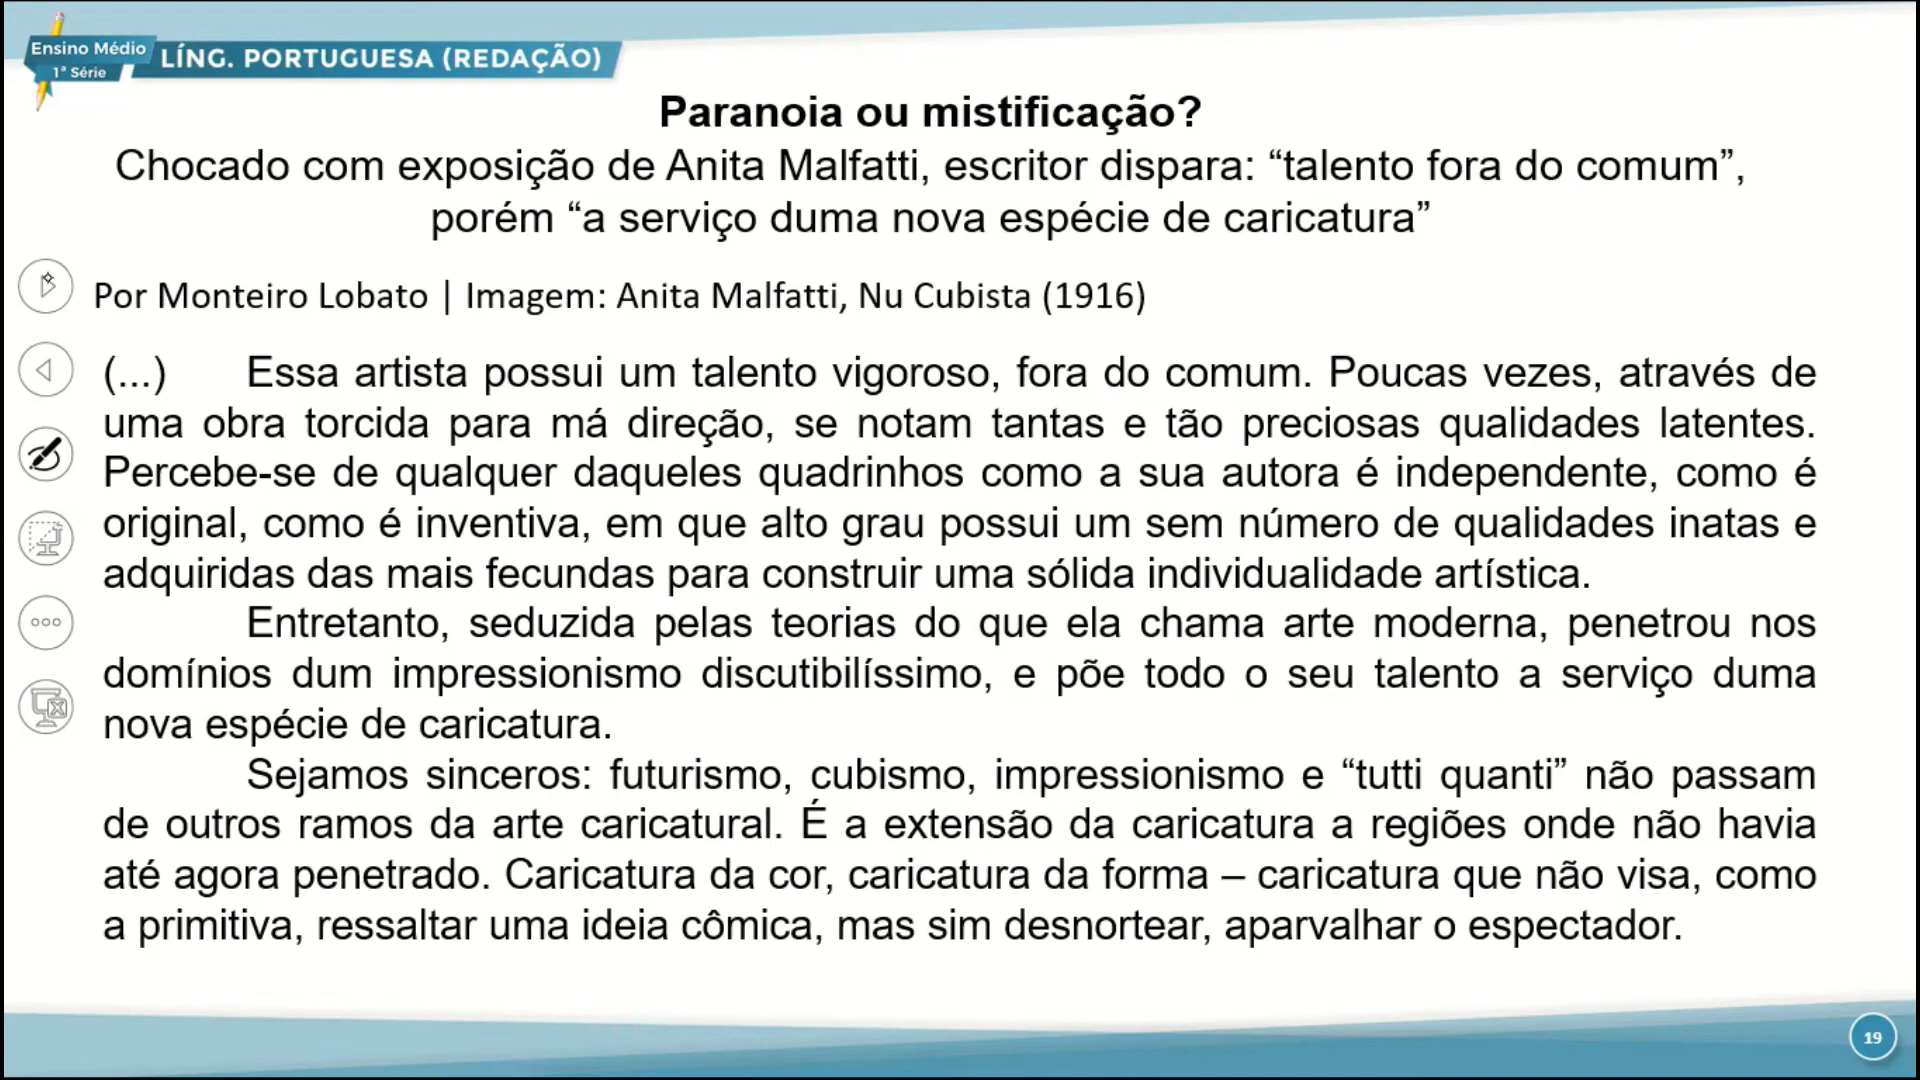 Ensino Médio
1ª Série
LÍNG. PORTUGUESA (REDAÇÃO)
Paranoia ou mistificação?
Chocado com exposição de Anita Malfatti, escritor dispara: “talento fora do comum”,
porém “a serviço duma nova espécie de caricatura”
Por Monteiro Lobato | Imagem: Anita Malfatti, Nu Cubista (1916)
(...) Essa artista possui um talento vigoroso, fora do comum. Poucas vezes, através de
uma obra torcida para má direção, se notam tantas e tão preciosas qualidades latentes.
Percebe-se de qualquer daqueles quadrinhos como a sua autora é independente, como é
original, como é inventiva, em que alto grau possui um sem número de qualidades inatas e
adquiridas das mais fecundas para construir uma sólida individualidade artística.
Entretanto, seduzida pelas teorias do que ela chama arte moderna, penetrou nos
domínios dum impressionismo discutibilíssimo, e põe todo o seu talento a serviço duma
nova espécie de caricatura.
Sejamos sinceros: futurismo, cubismo, impressionismo e “tutti quanti” não passam
de outros ramos da arte caricatural. É a extensão da caricatura a regiões onde não havia
até agora penetrado. Caricatura da cor, caricatura da forma – caricatura que não visa, como
a primitiva, ressaltar uma ideia cômica, mas sim desnortear, aparvalhar o espectador.
19